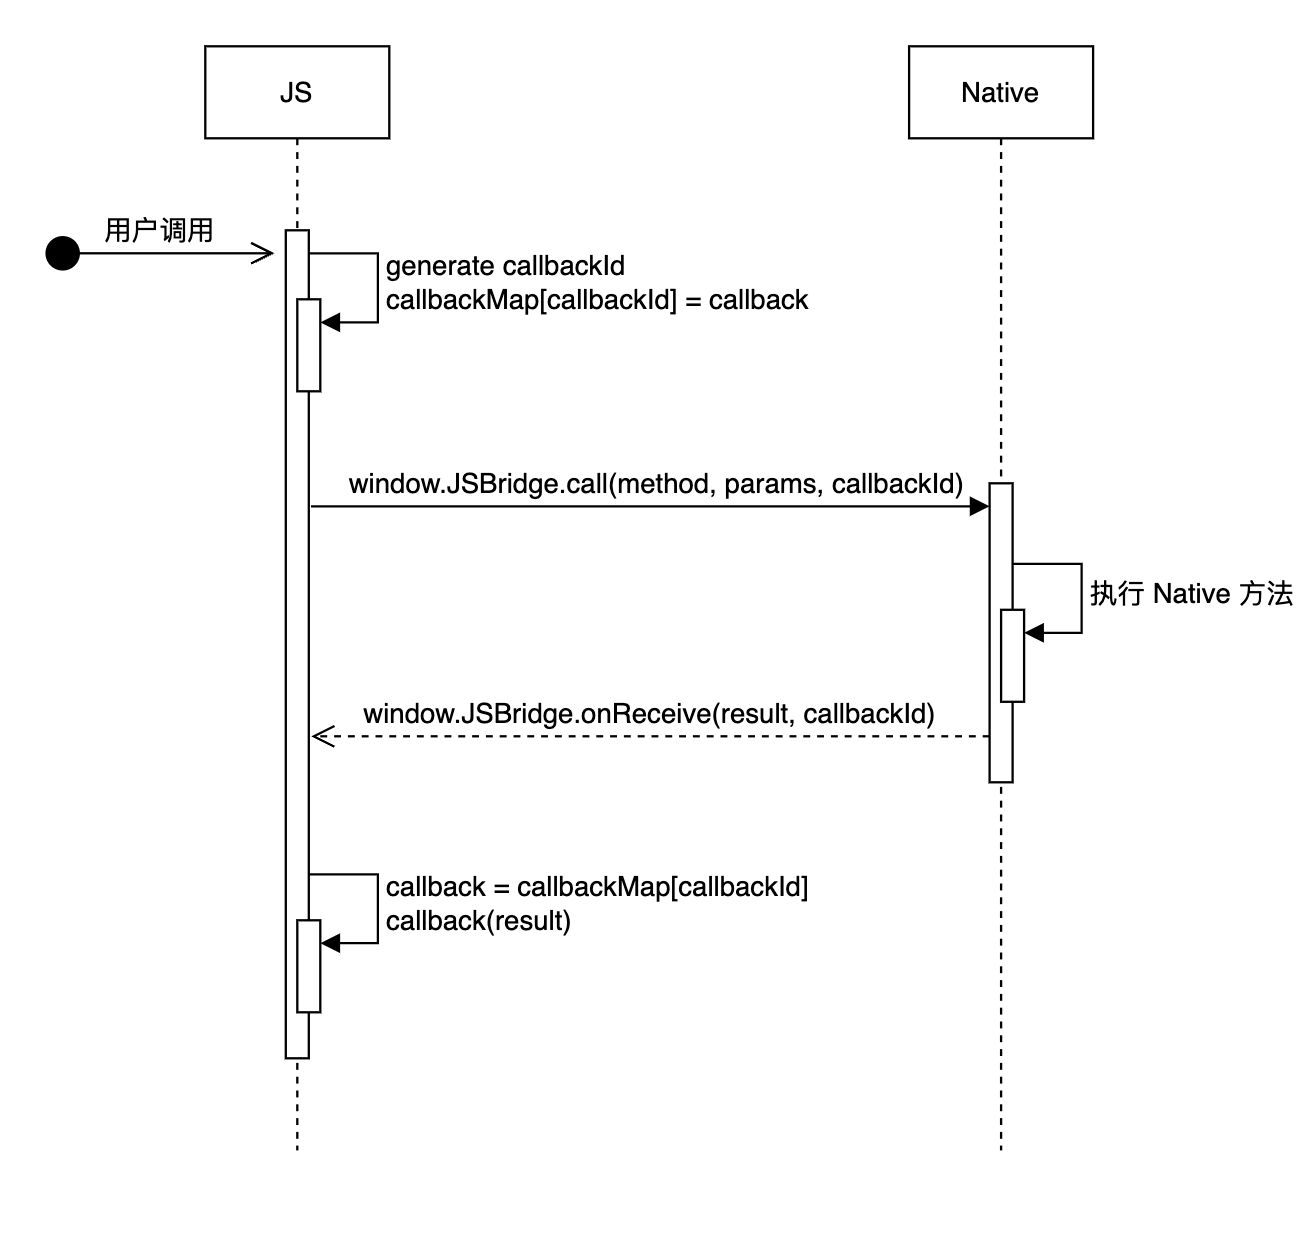 JS
Native
用户调用
generate callbackId
callbackMap[callbackId] = callback
window.JSBridge.call(method, params, callbackId)
执行 Native 方法
window.JSBridge.onReceive(result, callbackId)
callback = callbackMap[callbackId]
callback(result)